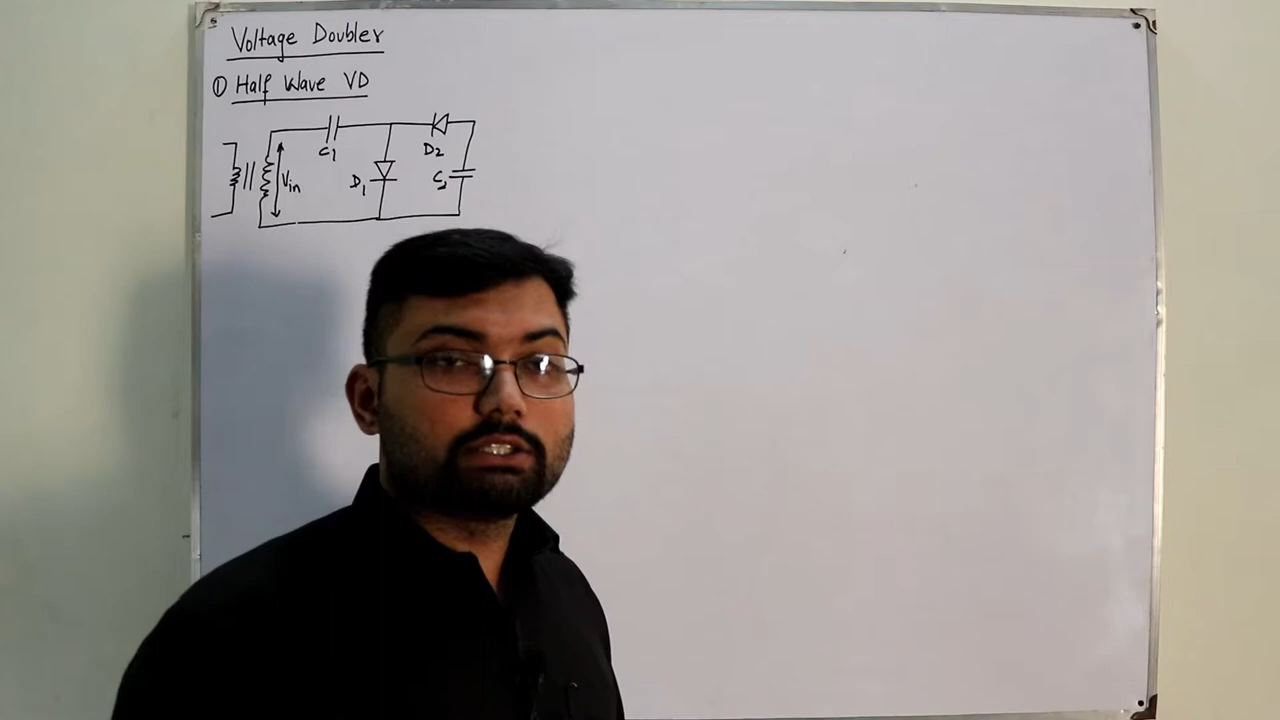 Voltage Doubler
① Half Wave VD
C1
D2
Vin
D1
C2